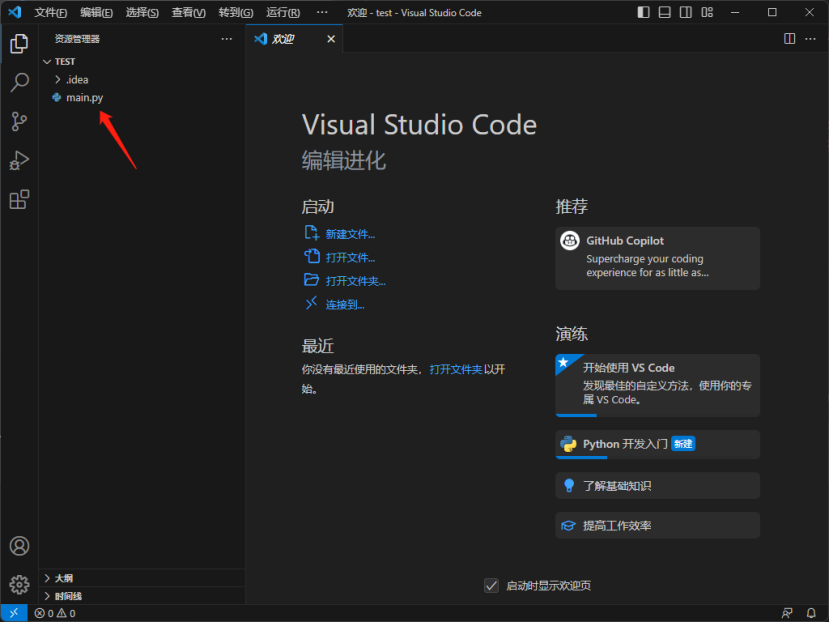 文件(F) 编辑(E) 选择(S) 查看(V) 转到(G) 运行(R) ··· 欢迎 - test - Visual Studio Code
资源管理器 ···
欢迎
TEST
.idea
main.py
Visual Studio Code
编辑进化
启动
新建文件...
打开文件...
打开文件夹...
连接到...
最近
你没有最近使用的文件夹，打开文件夹以开
始。
推荐
GitHub Copilot
Supercharge your coding
experience for as little as...
演练
开始使用 VS Code
发现最佳的自定义方法，使用你的专
属 VS Code。
Python 开发入门 新建
了解基础知识
提高工作效率
启动时显示欢迎页
大纲
时间线
0 0